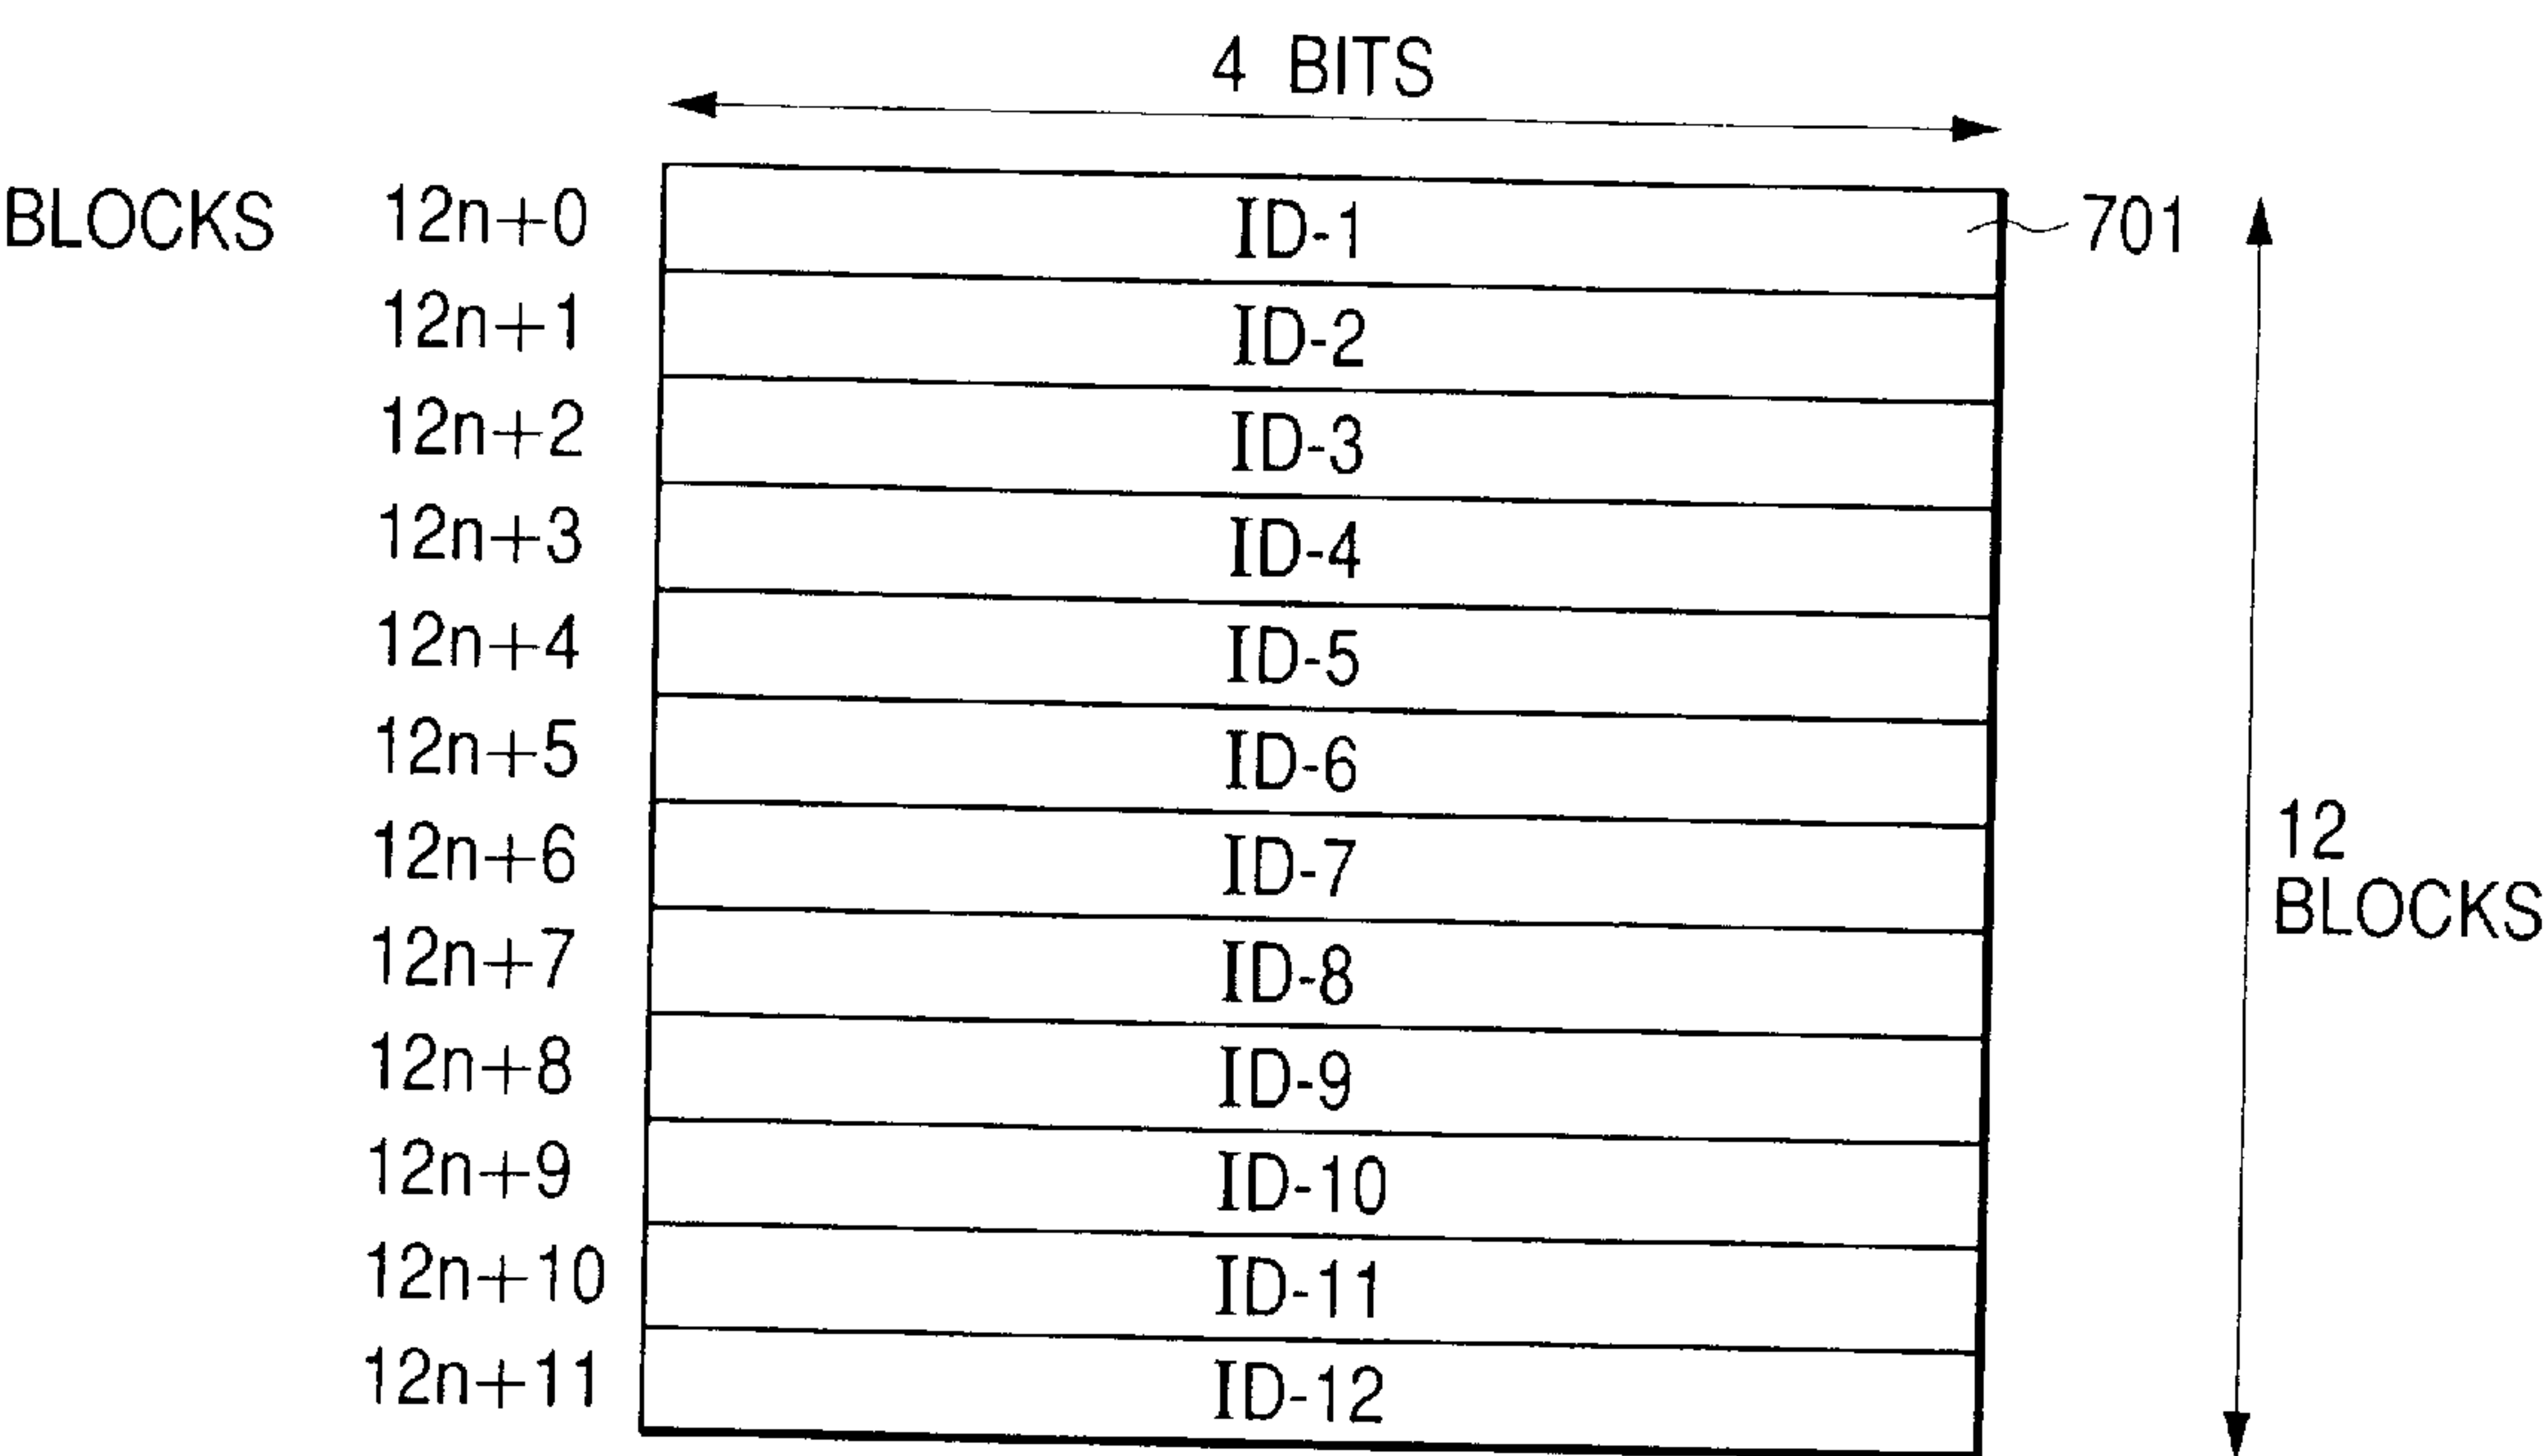 4 BITS
BLOCKS 12n+0 ID-1 701
12n+1 ID-2
12n+2 ID-3
12n+3 ID-4
12n+4 ID-5
12n+5 ID-6
12n+6 ID-7
12n+7 ID-8
12n+8 ID-9
12n+9 ID-10
12n+10 ID-11
12n+11 ID-12
12
BLOCKS